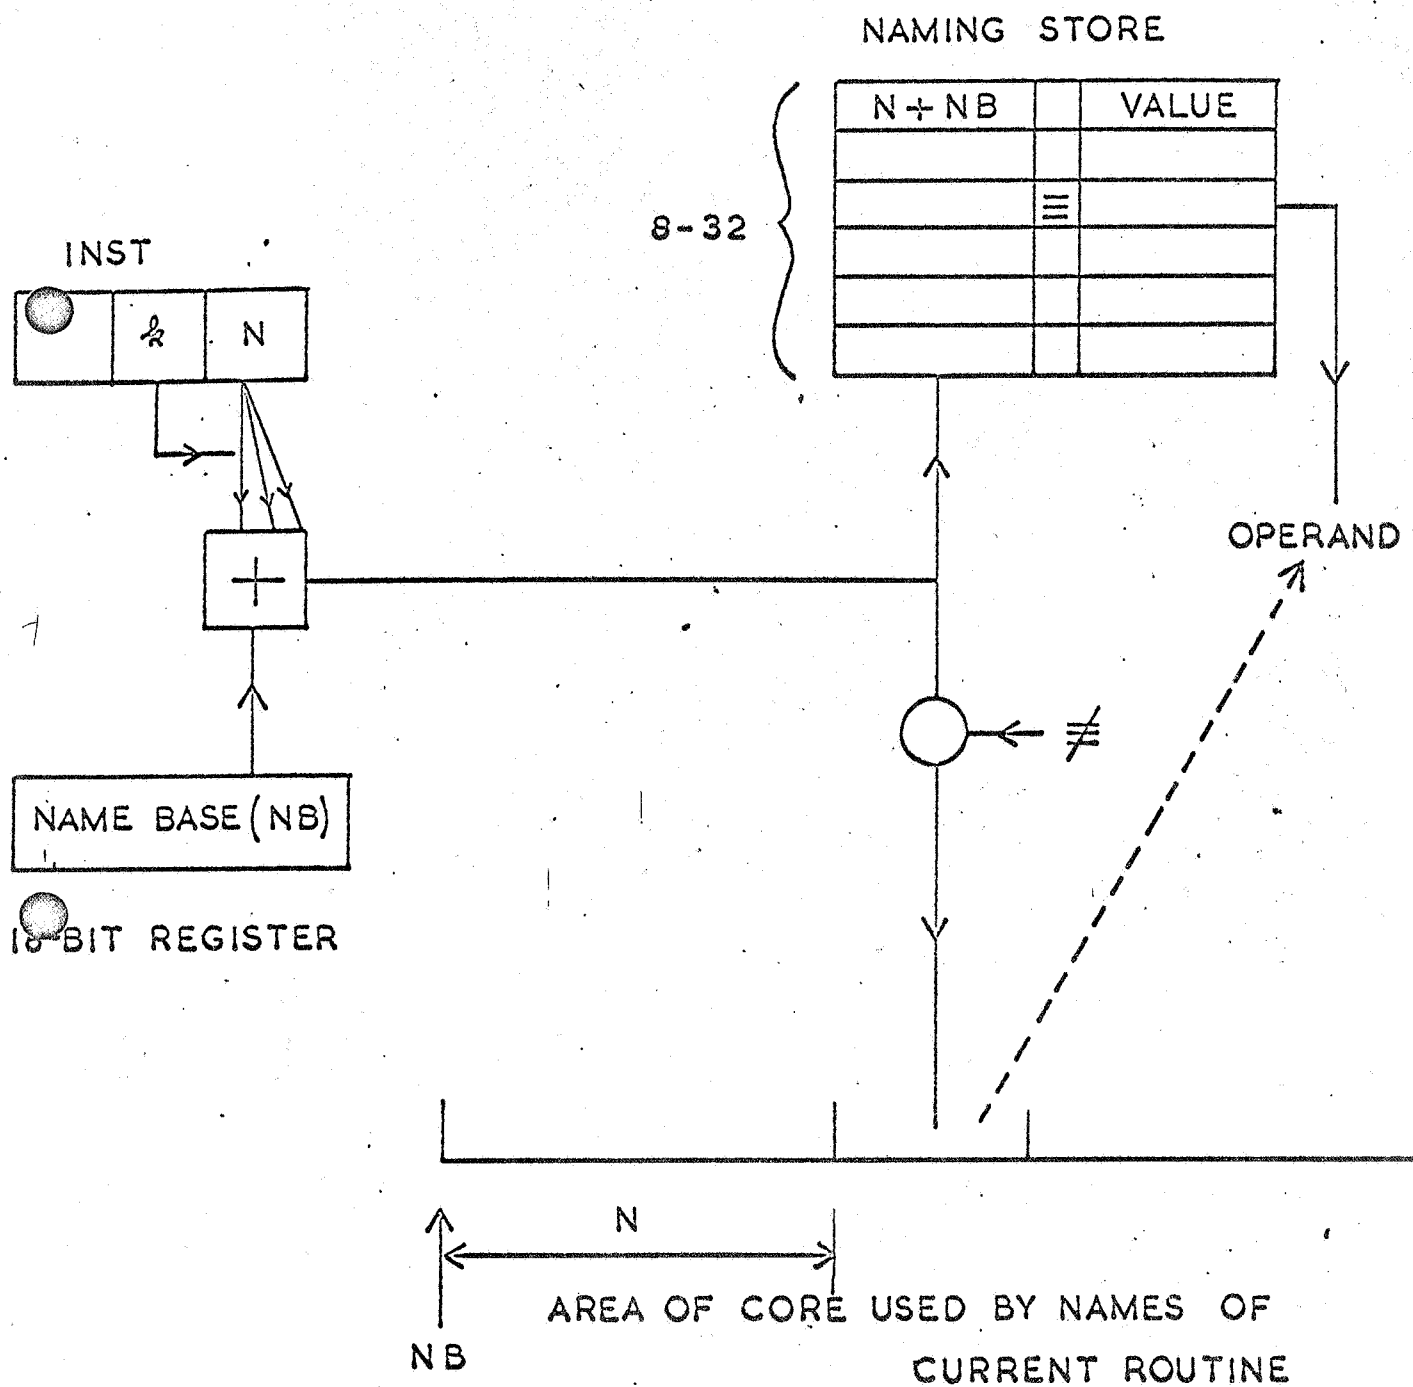 NAMING STORE
N + NB VALUE
≡
8-32
INST
k N
+
OPERAND
≢
NAME BASE (NB)
18-BIT REGISTER
N
NB
AREA OF CORE USED BY NAMES OF
CURRENT ROUTINE